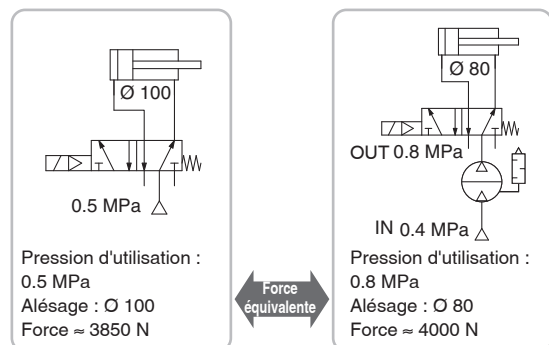 Ø 100
0.5 MPa
Pression d'utilisation :
0.5 MPa
Alésage : Ø 100
Force ≈ 3850 N
Force
équivalente
Ø 80
OUT 0.8 MPa
IN 0.4 MPa
Pression d'utilisation :
0.8 MPa
Alésage : Ø 80
Force ≈ 4000 N